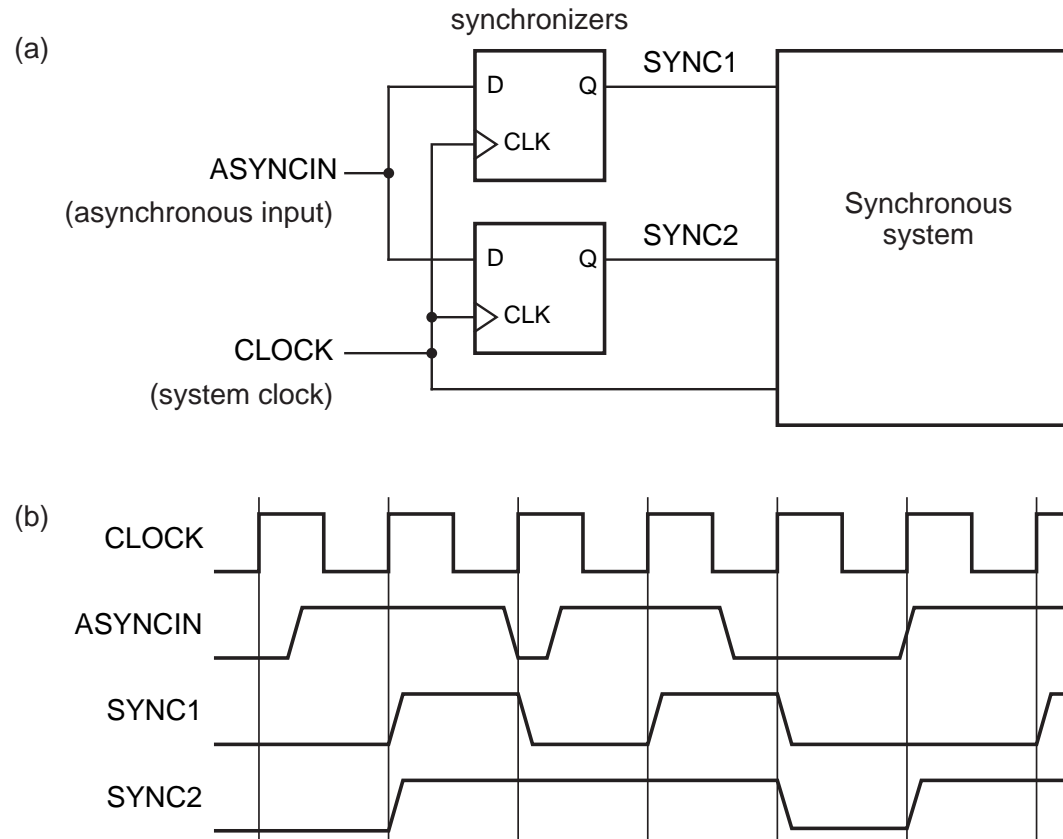 synchronizers
(a)
SYNC1
D Q
CLK
ASYNCIN
(asynchronous input)
Synchronous
system
SYNC2
D Q
CLK
CLOCK
(system clock)
(b)
CLOCK
ASYNCIN
SYNC1
SYNC2